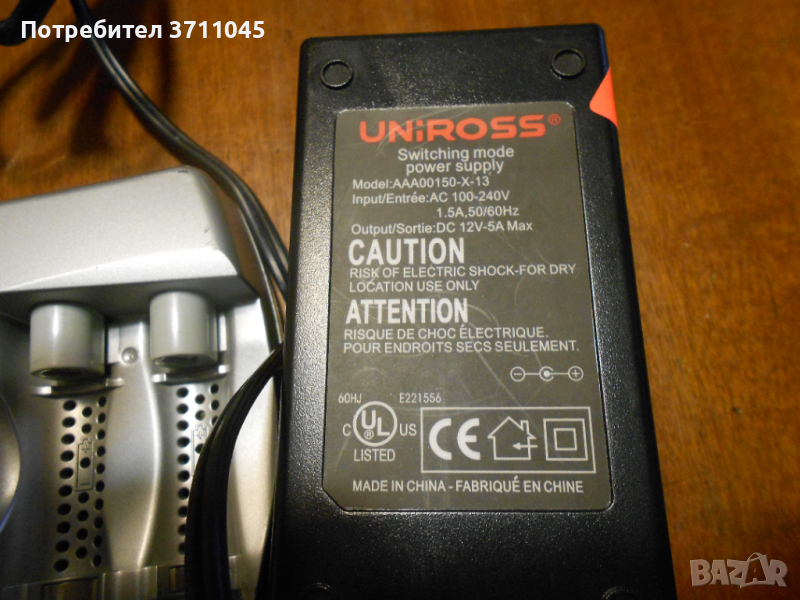 Потребител 3711045
UNiROSS®
Switching mode
power supply
Model:AAA00150-X-13
Input/Entrée:AC 100-240V
1.5A,50/60Hz
Output/Sortie:DC 12V-5A Max
CAUTION
RISK OF ELECTRIC SHOCK-FOR DRY
LOCATION USE ONLY
ATTENTION
RISQUE DE CHOC ÉLECTRIQUE.
POUR ENDROITS SECS SEULEMENT.
60HJ E221556
C UL ® US
LISTED
CE
MADE IN CHINA - FABRIQUÉ EN CHINE
BAZAR